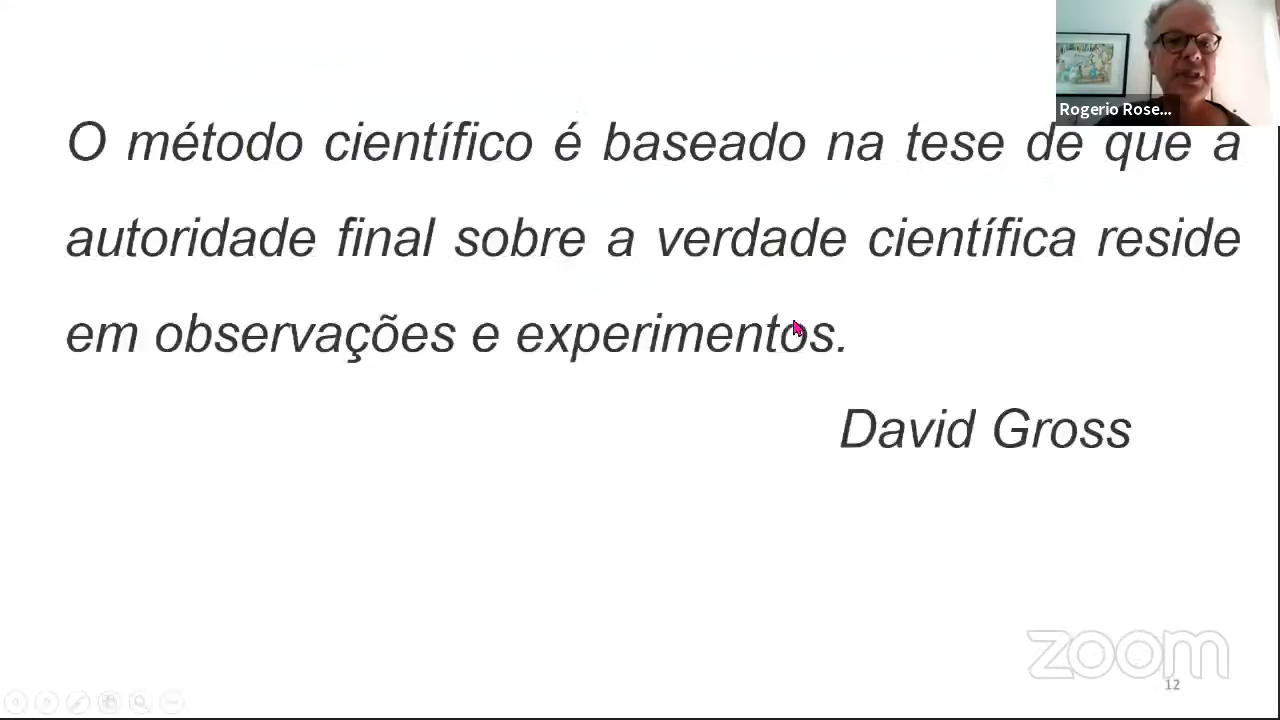 Rogerio Rose...
O método científico é baseado na tese de que a
autoridade final sobre a verdade científica reside
em observações e experimentos.
David Gross
zoom
12